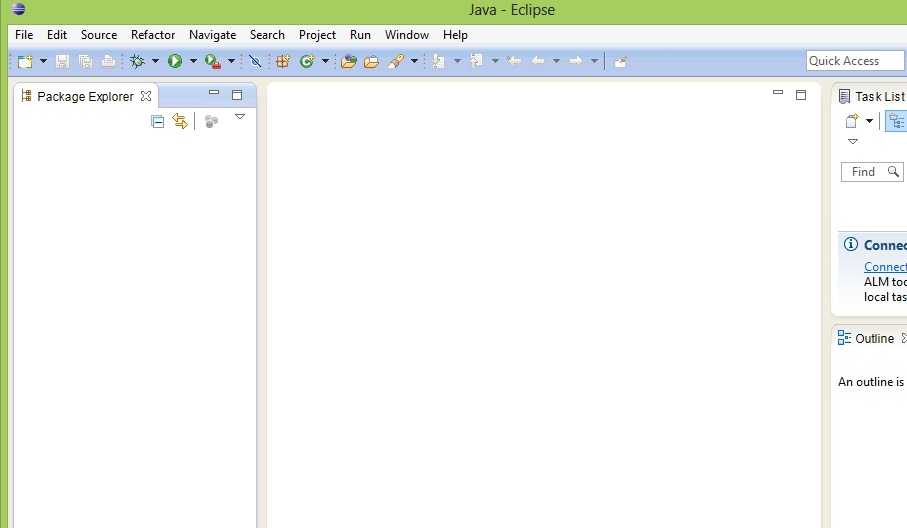 Java - Eclipse
File Edit Source Refactor Navigate Search Project Run Window Help
Quick Access
Package Explorer
Task List
Find
Connec
Connect
ALM too
local tas
Outline
An outline is